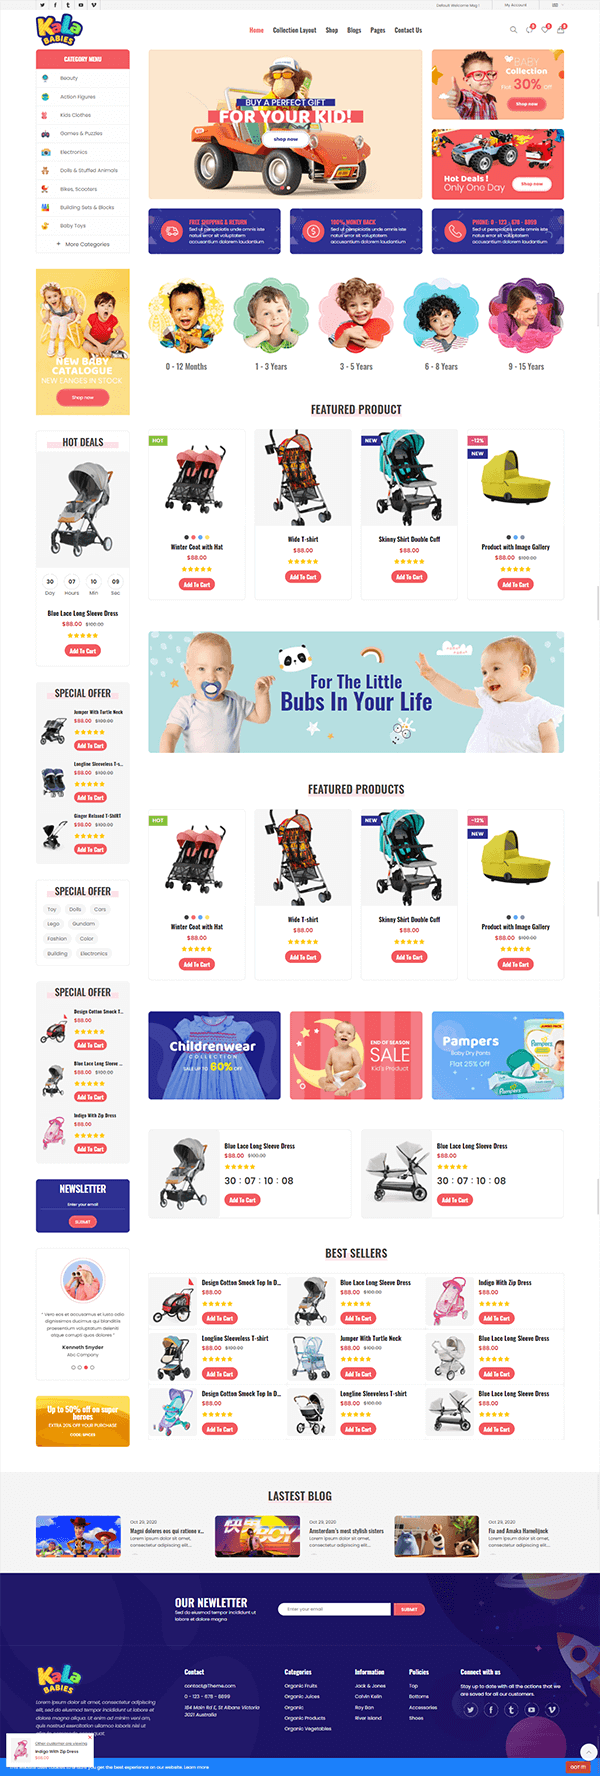 Default welcome msg !
My Account
KaLa
BABIES
Home
Collection Layout
Shop
Blogs
Pages
Contact Us
CATEGORY MENU
Beauty
Action Figures
Kids Clothes
Games & Puzzles
Electronics
Dolls & Stuffed Animals
Bikes, Scooters
Building Sets & Blocks
Baby Toys
+ More Categories
BUY A PERFECT GIFT
FOR YOUR KID!
shop now
BABY
Collection
Flat 30% off
Shop now
Hot Deals !
Only One Day
Shop now
FREE SHIPPING & RETURN
Sed ut perspiciatis unde omnis iste
natus error sit voluptatem
accusantium dolorem laudantium
100% MONEY BACK
Sed ut perspiciatis unde omnis iste
natus error sit voluptatem
accusantium dolorem laudantium
PHONE: 0 - 123 - 678 - 8899
Sed ut perspiciatis unde omnis iste
natus error sit voluptatem
accusantium dolorem laudantium
NEW BABY
CATALOGUE
NEW EANGES IN STOCK
Shop now
0 - 12 Months
1 - 3 Years
3 - 5 Years
6 - 8 Years
9 - 15 Years
FEATURED PRODUCT
HOT
Winter Coat with Hat
$88.00
Add To Cart
Wide T-shirt
$88.00
Add To Cart
NEW
Skinny Shirt Double Cuff
$88.00
Add To Cart
-12%
NEW
Product with Image Gallery
$88.00 $100.00
Add To Cart
HOT DEALS
30 07 10 09
Day Hours Min Sec
Blue Lace Long Sleeve Dress
$88.00 $100.00
Add To Cart
For The Little
Bubs In Your Life
SPECIAL OFFER
Jumper With Turtle Neck
$88.00 $100.00
Add To Cart
Longline Sleeveless T-s...
$88.00 $100.00
Add To Cart
Ginger Relaxed T-SHIRT
$98.00 $100.00
Add To Cart
FEATURED PRODUCTS
HOT
Winter Coat with Hat
$88.00
Add To Cart
Wide T-shirt
$88.00
Add To Cart
NEW
Skinny Shirt Double Cuff
$88.00
Add To Cart
-12%
NEW
Product with Image Gallery
$88.00 $100.00
Add To Cart
SPECIAL OFFER
Toy Dolls Cars
Lego Gundam
Fashion Color
Building Electronics
SPECIAL OFFER
Design Cotton Smock T...
$88.00
Add To Cart
Blue Lace Long Sleeve ...
$88.00 $100.00
Add To Cart
Indigo With Zip Dress
$88.00
Add To Cart
Childrenwear
COLLECTION
SALE UP TO 60% OFF
END OF SEASON
SALE
Kid's Product
Pampers
Baby Dry Pants
Flat 25% Off
Pampers
Blue Lace Long Sleeve Dress
$88.00 $100.00
30 : 07 : 10 : 08
Add To Cart
Blue Lace Long Sleeve Dress
$88.00 $100.00
30 : 07 : 10 : 08
Add To Cart
NEWSLETTER
Enter your email
SUBMIT
" Vero eos et accusamus et iusto odio
dignissimos ducimus qui blanditiis
praesentium voluptatum deleniti
atque corrupti quos dolores "
Kenneth Snyder
Abc Company
Up to 50% off on super
heroes
EXTRA 20% OFF YOUR PURCHASE
BEST SELLERS
Design Cotton Smock Top In D...
$88.00
Add To Cart
Blue Lace Long Sleeve Dress
$88.00 $100.00
Add To Cart
Indigo With Zip Dress
$88.00
Add To Cart
Longline Sleeveless T-shirt
$88.00 $100.00
Add To Cart
Jumper With Turtle Neck
$88.00 $100.00
Add To Cart
Blue Lace Long Sleeve Dress
$88.00
Add To Cart
Design Cotton Smock Top In D...
$88.00
Add To Cart
Longline Sleeveless T-shirt
$88.00 $100.00
Add To Cart
Blue Lace Long Sleeve Dress
$88.00
Add To Cart
LASTEST BLOG
Oct 29, 2020
Magni dolores eos qui ratione v...
Lorem ipsum dolor sit amet,
consectetur adipiscing elit...
Oct 29, 2020
Amsterdam's most stylish sisters
Lorem ipsum dolor sit amet,
consectetur adipiscing elit...
Oct 29, 2020
Fia and Amaka Hamelijnck
Lorem ipsum dolor sit amet,
consectetur adipiscing elit...
OUR NEWLETTER
Sed do eiusmod tempor incididunt ut
labore et dolore magna
Enter your email
SUBMIT
KaLa
BABIES
Lorem ipsum dolor sit amet, consectetur adipiscing
elit, sed do eiusmod tempor incididunt ut labore et
dolore magna aliqua. Ut enim ad minim veniam,
quis nostrud exercitation ullamco laboris nisi ut
Contact
contact@Theme.com
0 - 123 - 678 - 8899
184 Main Rd E, St Albans Victoria
3021 Australia
Categories
Organic Fruits
Organic Juices
Organic
Organic Products
Organic Vegetables
Information
Jack & Jones
Calvin Kelin
Ray Ban
River Island
Policies
Top
Bottoms
Accessories
Shoes
Connect with us
Stay up to date with all the actions that we
are saved for all our customers.
Other customer are viewing
Indigo With Zip Dress
$88.00
you get the best experience on our website. Learn more
GOT IT!